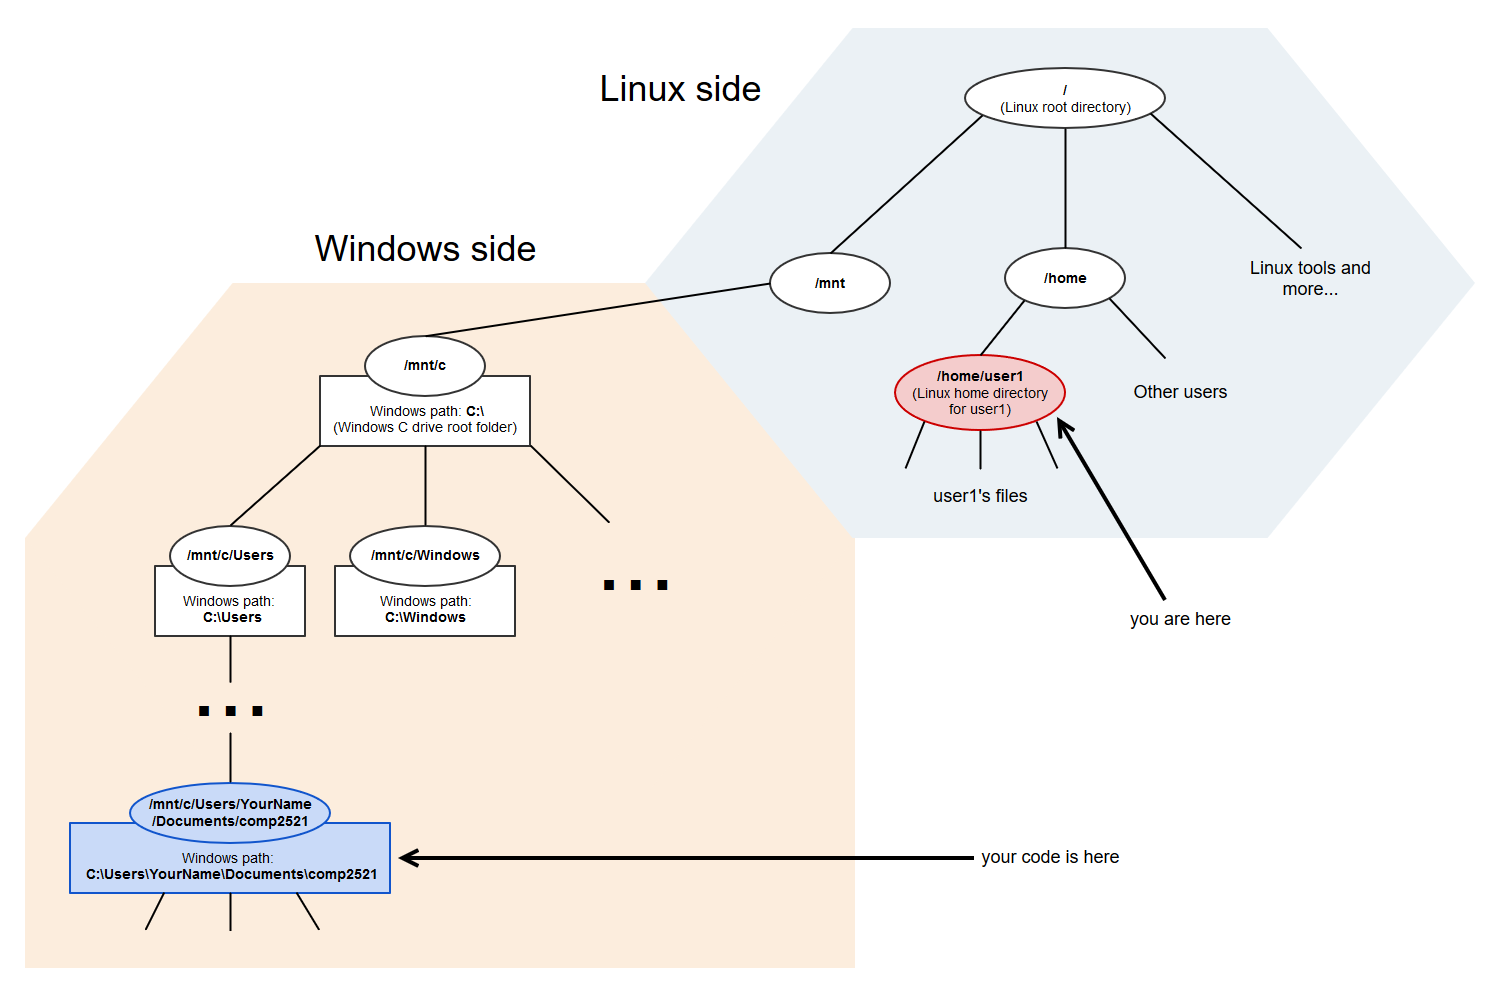 Linux side
/
(Linux root directory)
Windows side
/mnt
/home
Linux tools and
more...
/mnt/c
Windows path: C:\
(Windows C drive root folder)
/home/user1
(Linux home directory
for user1)
Other users
user1's files
/mnt/c/Users
Windows path:
C:\Users
/mnt/c/Windows
Windows path:
C:\Windows
...
you are here
...
/mnt/c/Users/YourName
/Documents/comp2521
Windows path:
C:\Users\YourName\Documents\comp2521
your code is here